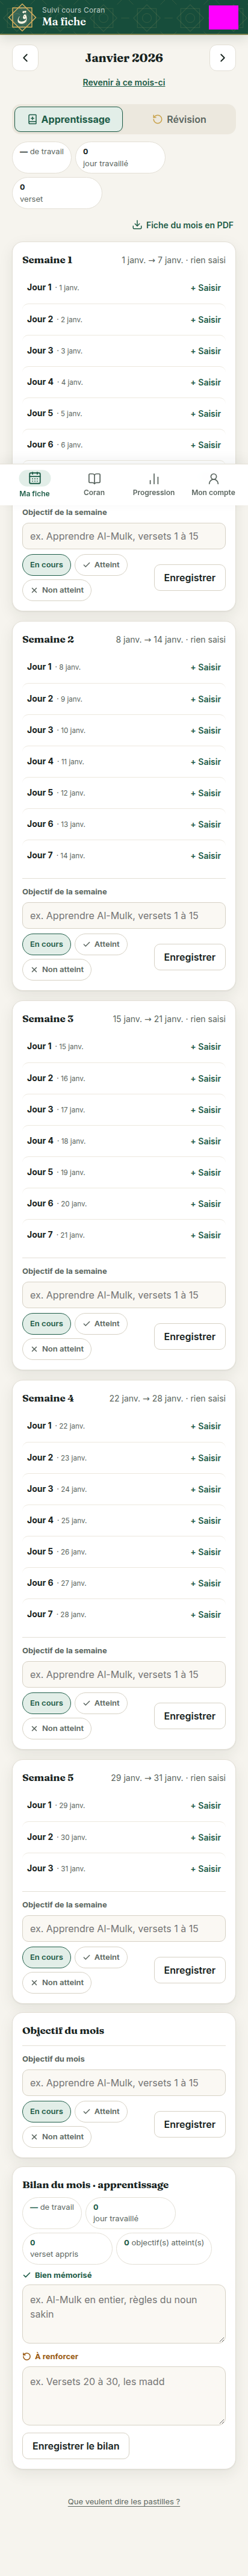 Suivi cours Coran
Ma fiche
Janvier 2026
Revenir à ce mois-ci
Apprentissage
Révision
— de travail
0
jour travaillé
0
verset
Fiche du mois en PDF
Semaine 1
1 janv. → 7 janv. · rien saisi
Jour 1 · 1 janv.
+ Saisir
Jour 2 · 2 janv.
+ Saisir
Jour 3 · 3 janv.
+ Saisir
Jour 4 · 4 janv.
+ Saisir
Jour 5 · 5 janv.
+ Saisir
Jour 6 · 6 janv.
+ Saisir
Ma fiche
Coran
Progression
Mon compte
Objectif de la semaine
ex. Apprendre Al-Mulk, versets 1 à 15
En cours
Atteint
Non atteint
Enregistrer
Semaine 2
8 janv. → 14 janv. · rien saisi
Jour 1 · 8 janv.
+ Saisir
Jour 2 · 9 janv.
+ Saisir
Jour 3 · 10 janv.
+ Saisir
Jour 4 · 11 janv.
+ Saisir
Jour 5 · 12 janv.
+ Saisir
Jour 6 · 13 janv.
+ Saisir
Jour 7 · 14 janv.
+ Saisir
Objectif de la semaine
ex. Apprendre Al-Mulk, versets 1 à 15
En cours
Atteint
Non atteint
Enregistrer
Semaine 3
15 janv. → 21 janv. · rien saisi
Jour 1 · 15 janv.
+ Saisir
Jour 2 · 16 janv.
+ Saisir
Jour 3 · 17 janv.
+ Saisir
Jour 4 · 18 janv.
+ Saisir
Jour 5 · 19 janv.
+ Saisir
Jour 6 · 20 janv.
+ Saisir
Jour 7 · 21 janv.
+ Saisir
Objectif de la semaine
ex. Apprendre Al-Mulk, versets 1 à 15
En cours
Atteint
Non atteint
Enregistrer
Semaine 4
22 janv. → 28 janv. · rien saisi
Jour 1 · 22 janv.
+ Saisir
Jour 2 · 23 janv.
+ Saisir
Jour 3 · 24 janv.
+ Saisir
Jour 4 · 25 janv.
+ Saisir
Jour 5 · 26 janv.
+ Saisir
Jour 6 · 27 janv.
+ Saisir
Jour 7 · 28 janv.
+ Saisir
Objectif de la semaine
ex. Apprendre Al-Mulk, versets 1 à 15
En cours
Atteint
Non atteint
Enregistrer
Semaine 5
29 janv. → 31 janv. · rien saisi
Jour 1 · 29 janv.
+ Saisir
Jour 2 · 30 janv.
+ Saisir
Jour 3 · 31 janv.
+ Saisir
Objectif de la semaine
ex. Apprendre Al-Mulk, versets 1 à 15
En cours
Atteint
Non atteint
Enregistrer
Objectif du mois
Objectif du mois
ex. Apprendre Al-Mulk, versets 1 à 15
En cours
Atteint
Non atteint
Enregistrer
Bilan du mois · apprentissage
— de travail
0
jour travaillé
0
verset appris
0 objectif(s) atteint(s)
Bien mémorisé
ex. Al-Mulk en entier, règles du noun
sakin
À renforcer
ex. Versets 20 à 30, les madd
Enregistrer le bilan
Que veulent dire les pastilles ?